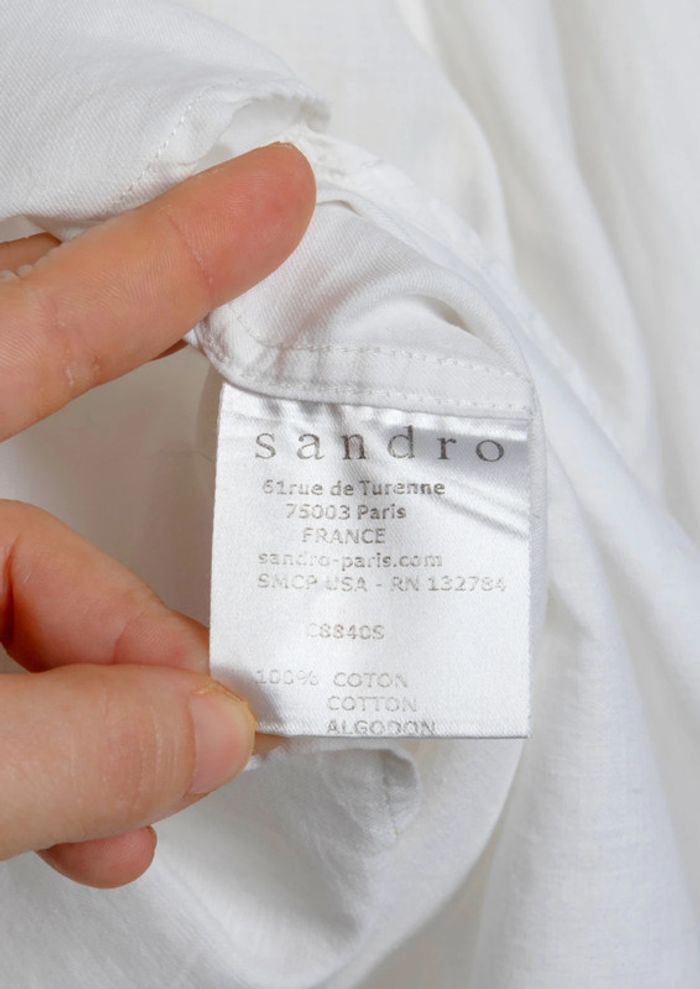 sandro
61rue de Turenne
75003 Paris
FRANCE
sandro-paris.com
SMCP USA - RN 132784
C8840S
100% COTON
COTTON
ALGODON